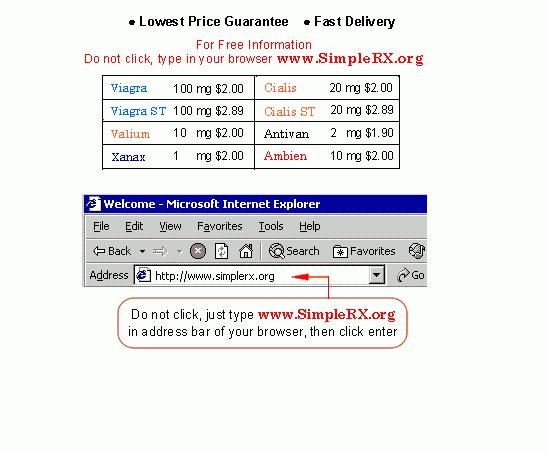 ● Lowest Price Guarantee ● Fast Delivery
For Free Information
Do not click, type in your browser www.SimpleRX.org
Viagra 100 mg $2.00 Cialis 20 mg $2.00
Viagra ST 100 mg $2.89 Cialis ST 20 mg $2.89
Valium 10 mg $2.00 Antivan 2 mg $1.90
Xanax 1 mg $2.00 Ambien 10 mg $2.00
Welcome - Microsoft Internet Explorer
File Edit View Favorites Tools Help
Back Search Favorites
Address http://www.simplerx.org Go
Do not click, just type www.SimpleRX.org
in address bar of your browser, then click enter